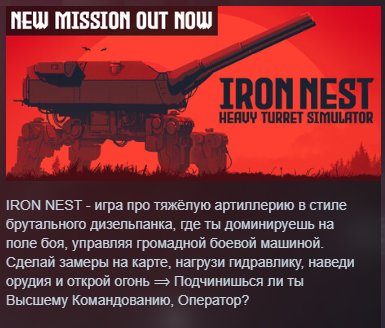 NEW MISSION OUT NOW
IRON NEST
HEAVY TURRET SIMULATOR
IRON NEST - игра про тяжёлую артиллерию в стиле
брутального дизельпанка, где ты доминируешь на
поле боя, управляя громадной боевой машиной.
Сделай замеры на карте, нагрузи гидравлику, наведи
орудия и открой огонь ⟹ Подчинишься ли ты
Высшему Командованию, Оператор?